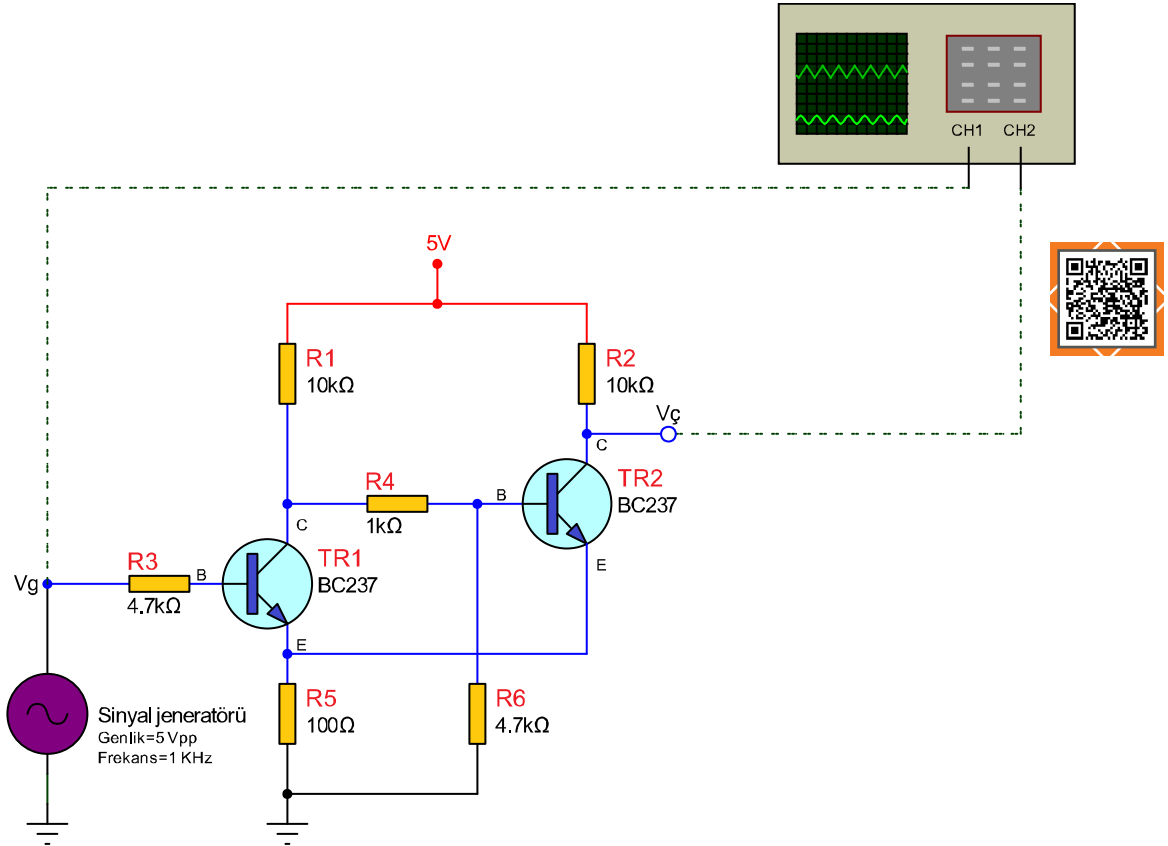 CH1 CH2
5V
R1
10kΩ
R2
10kΩ
Vç
C
R4
1kΩ
B
TR2
BC237
C
E
R3
4.7kΩ
B
TR1
BC237
Vg
E
R5
100Ω
R6
4.7kΩ
Sinyal jeneratörü
Genlik=5 Vpp
Frekans=1 KHz